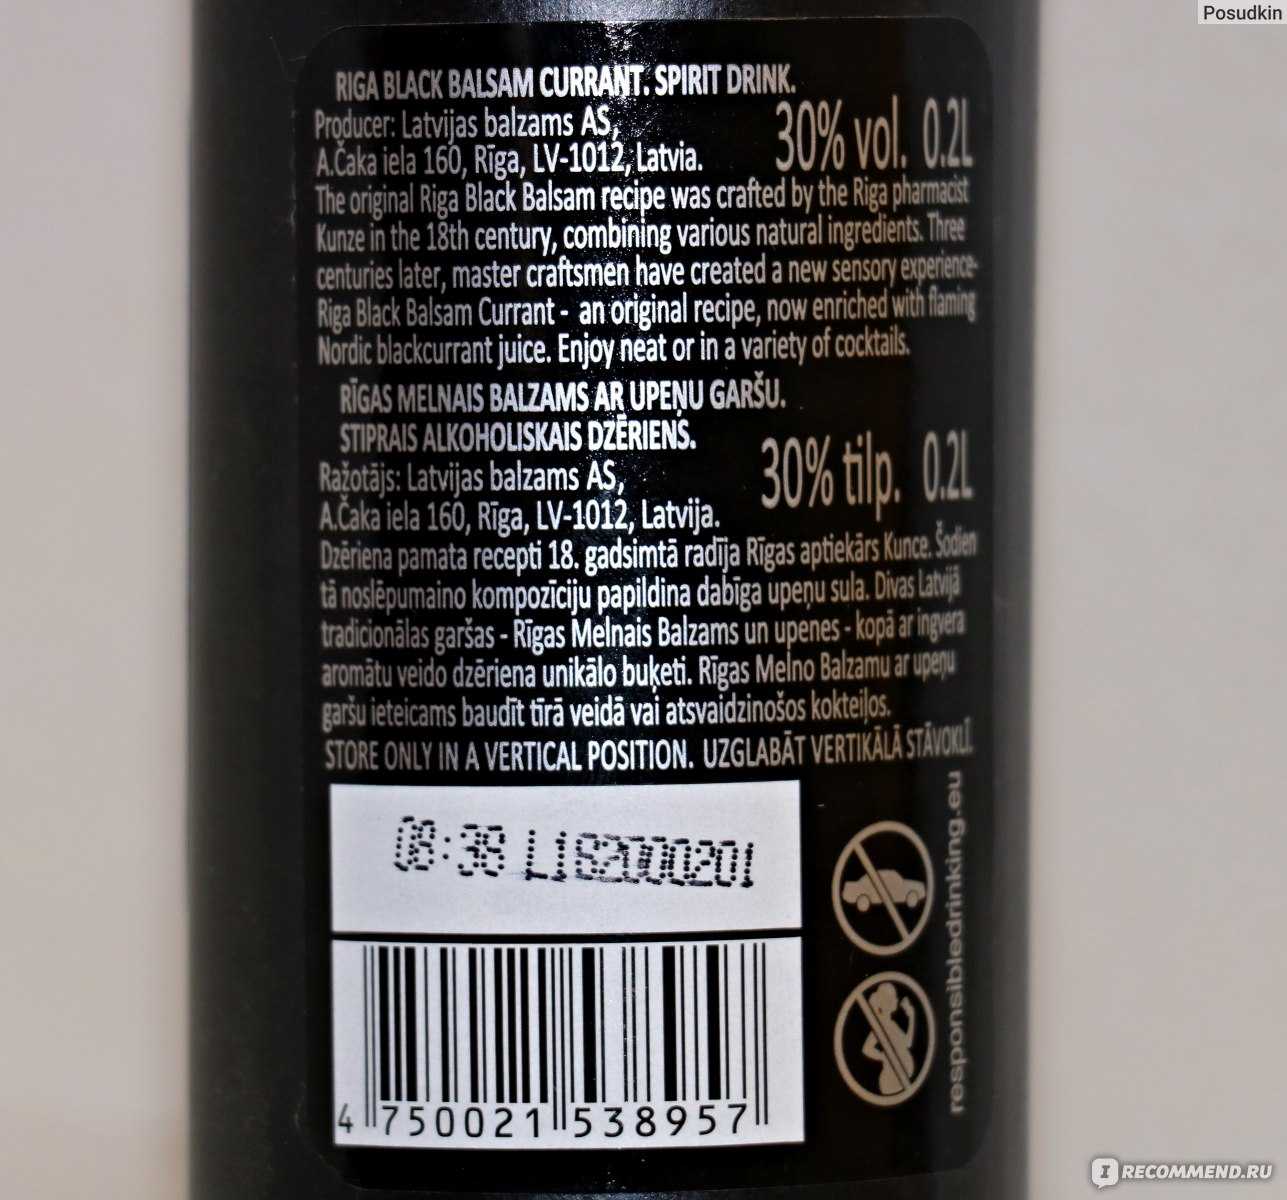 Posudkin
RIGA BLACK BALSAM CURRANT. SPIRIT DRINK.
Producer: Latvijas balzams AS,
A.Čaka iela 160, Rīga, LV-1012, Latvia.
30% vol. 0.2L
The original Riga Black Balsam recipe was crafted by the Riga pharmacist
Kunze in the 18th century, combining various natural ingredients. Three
centuries later, master craftsmen have created a new sensory experience-
Riga Black Balsam Currant - an original recipe, now enriched with flaming
Nordic blackcurrant juice. Enjoy neat or in a variety of cocktails.
RĪGAS MELNAIS BALZAMS AR UPEŅU GARŠU.
STIPRAIS ALKOHOLISKAIS DZĒRIENS.
Ražotājs: Latvijas balzams AS,
A.Čaka iela 160, Rīga, LV-1012, Latvija.
30% tilp. 0.2L
Dzēriena pamata recepti 18. gadsimtā radīja Rīgas aptiekārs Kunce. Šodien
tā noslēpumaino kompozīciju papildina dabīga upeņu sula. Divas Latvijā
tradicionālas garšas - Rīgas Melnais Balzams un upenes - kopā ar ingvera
aromātu veido dzēriena unikālo buķeti. Rīgas Melno Balzamu ar upeņu
garšu ieteicams baudīt tīrā veidā vai atsvaidzinošos kokteiļos.
STORE ONLY IN A VERTICAL POSITION. UZGLABĀT VERTIKĀLĀ STĀVOKLĪ.
08:38 L182000201
responsibledrinking.eu
4 750021 538957
IRECOMMEND.RU